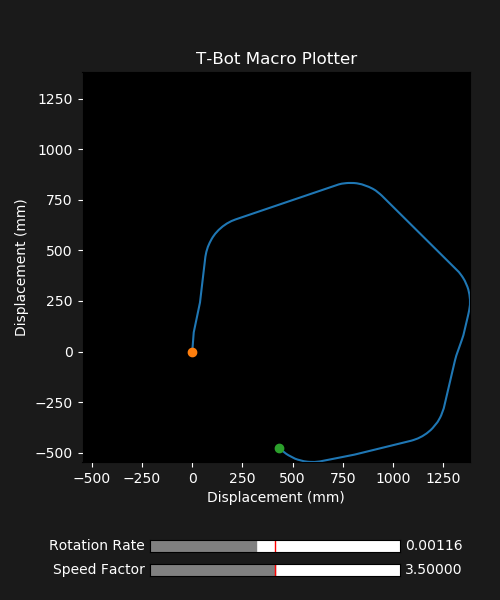 T-Bot Macro Plotter
1250
1000
750
500
250
0
−250
−500
Displacement (mm)
−500 −250 0 250 500 750 1000 1250
Displacement (mm)
Rotation Rate 0.00116
Speed Factor 3.50000